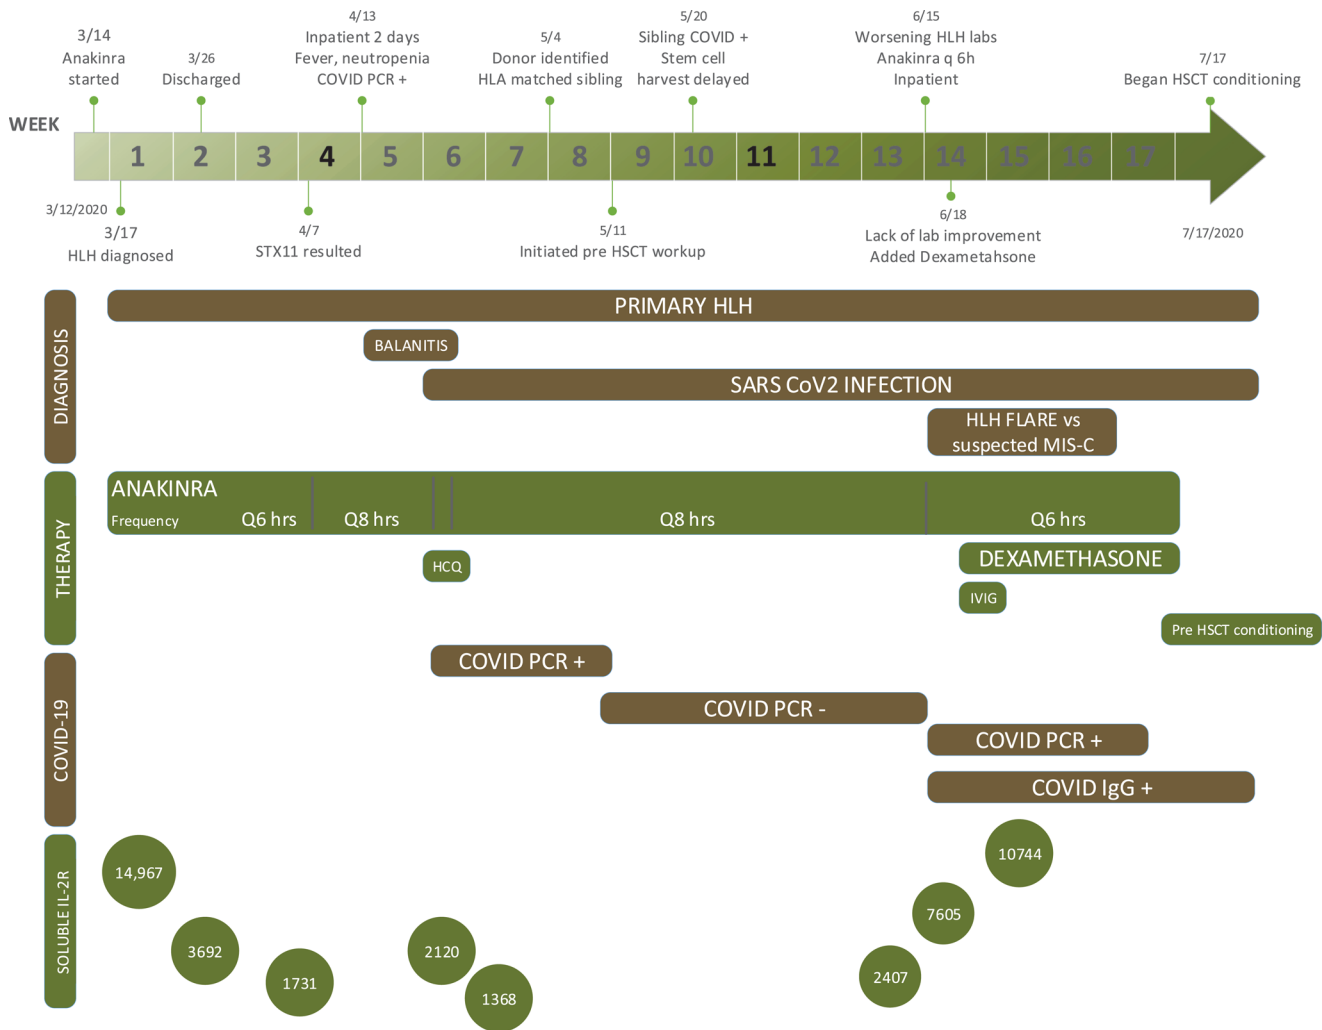 3/14
Anakinra
started
3/26
Discharged
4/13
Inpatient 2 days
Fever, neutropenia
COVID PCR +
5/4
Donor identified
HLA matched sibling
5/20
Sibling COVID +
Stem cell
harvest delayed
6/15
Worsening HLH labs
Anakinra q 6h
Inpatient
7/17
Began HSCT conditioning
WEEK
1 2 3 4 5 6 7 8 9 10 11 12 13 14 15 16 17
3/12/2020
3/17
HLH diagnosed
4/7
STX11 resulted
5/11
Initiated pre HSCT workup
6/18
Lack of lab improvement
Added Dexametahsone
7/17/2020
DIAGNOSIS
PRIMARY HLH
BALANITIS
SARS CoV2 INFECTION
HLH FLARE vs
suspected MIS-C
THERAPY
ANAKINRA
Frequency Q6 hrs Q8 hrs Q8 hrs Q6 hrs
HCQ
DEXAMETHASONE
IVIG
Pre HSCT conditioning
COVID-19
COVID PCR +
COVID PCR -
COVID PCR +
COVID IgG +
SOLUBLE IL-2R
14,967
3692
1731
2120
1368
2407
7605
10744